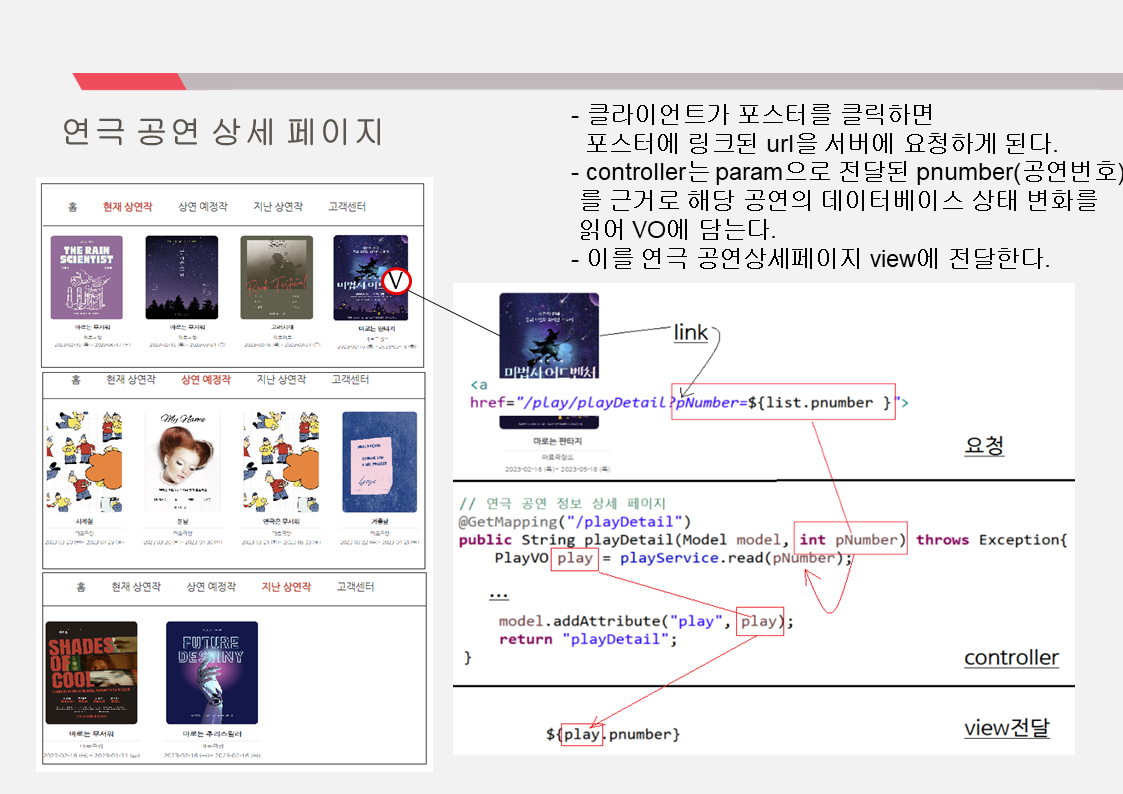 연극 공연 상세 페이지
- 클라이언트가 포스터를 클릭하면
포스터에 링크된 url을 서버에 요청하게 된다.
- controller는 param으로 전달된 pnumber(공연번호)
를 근거로 해당 공연의 데이터베이스 상태 변화를
읽어 VO에 담는다.
- 이를 연극 공연상세페이지 view에 전달한다.
홈 현재 상연작 상연 예정작 지난 상연작 고객센터
THE RAIN
SCIENTIST
V
마로는 무서워
마로는 무서워
고려시대
마로는 판타지
홈 현재 상연작 상연 예정작 지난 상연작 고객센터
My Name
사계절
봄날
연극은 무서워
겨울날
홈 현재 상연작 상연 예정작 지난 상연작 고객센터
SHADES
OF
COOL
FUTURE
DESTINY
마로는 무서워
마로는 추리스릴러
마법사어드벤처
link
<a
href="/play/playDetail?pNumber=${list.pnumber }">
마로는 판타지
마로극장쓰
2023-02-16 (목)~ 2023-05-18 (목)
요청
// 연극 공연 정보 상세 페이지
@GetMapping("/playDetail")
public String playDetail(Model model, int pNumber) throws Exception{
PlayVO play = playService.read(pNumber);
...
model.addAttribute("play", play);
return "playDetail";
}
controller
${play.pnumber}
view전달